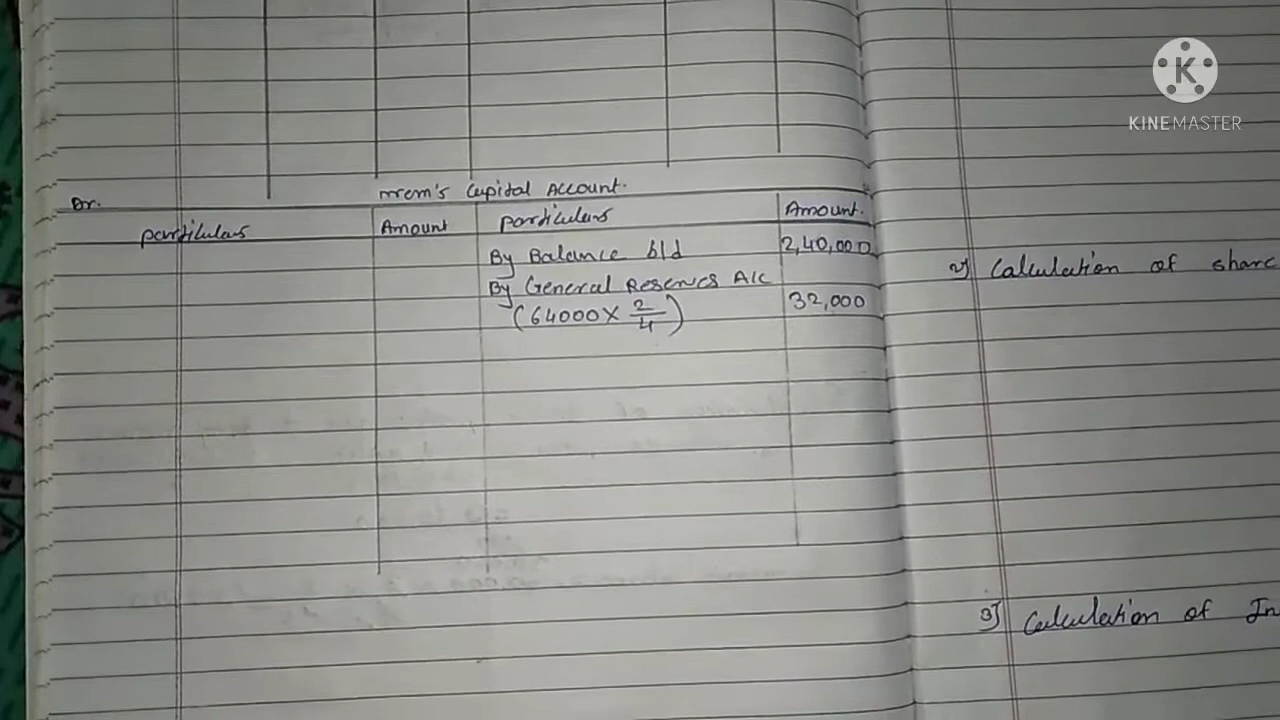 KINEMASTER
Dr.
mrem's Capital Account.
particulars Amount particulars Amount.
By Balance b/d 2,40,000
By General Reserves A/c
(64000 × 2/4) 32,000
2) Calculation of share
3) Calculation of In